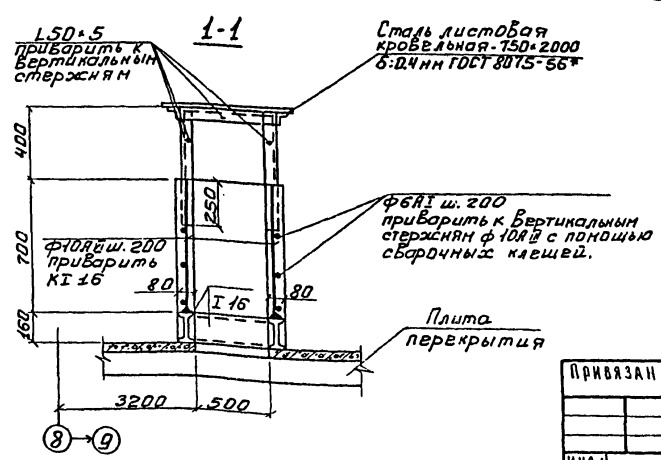 1-1
L50×5
приварить к
вертикальным
стержням
Сталь листовая
кровельная-750×2000
δ:0.4мм ГОСТ 8075-56*
400
700
160
250
ф10АII ш. 200
приварить
К I 16
80
I 16
80
ф6АI ш. 200
приварить к вертикальным
стержням ф 10АII с помощью
сварочных клещей.
Плита
перекрытия
3200
500
8
9
ПРИВЯЗАН